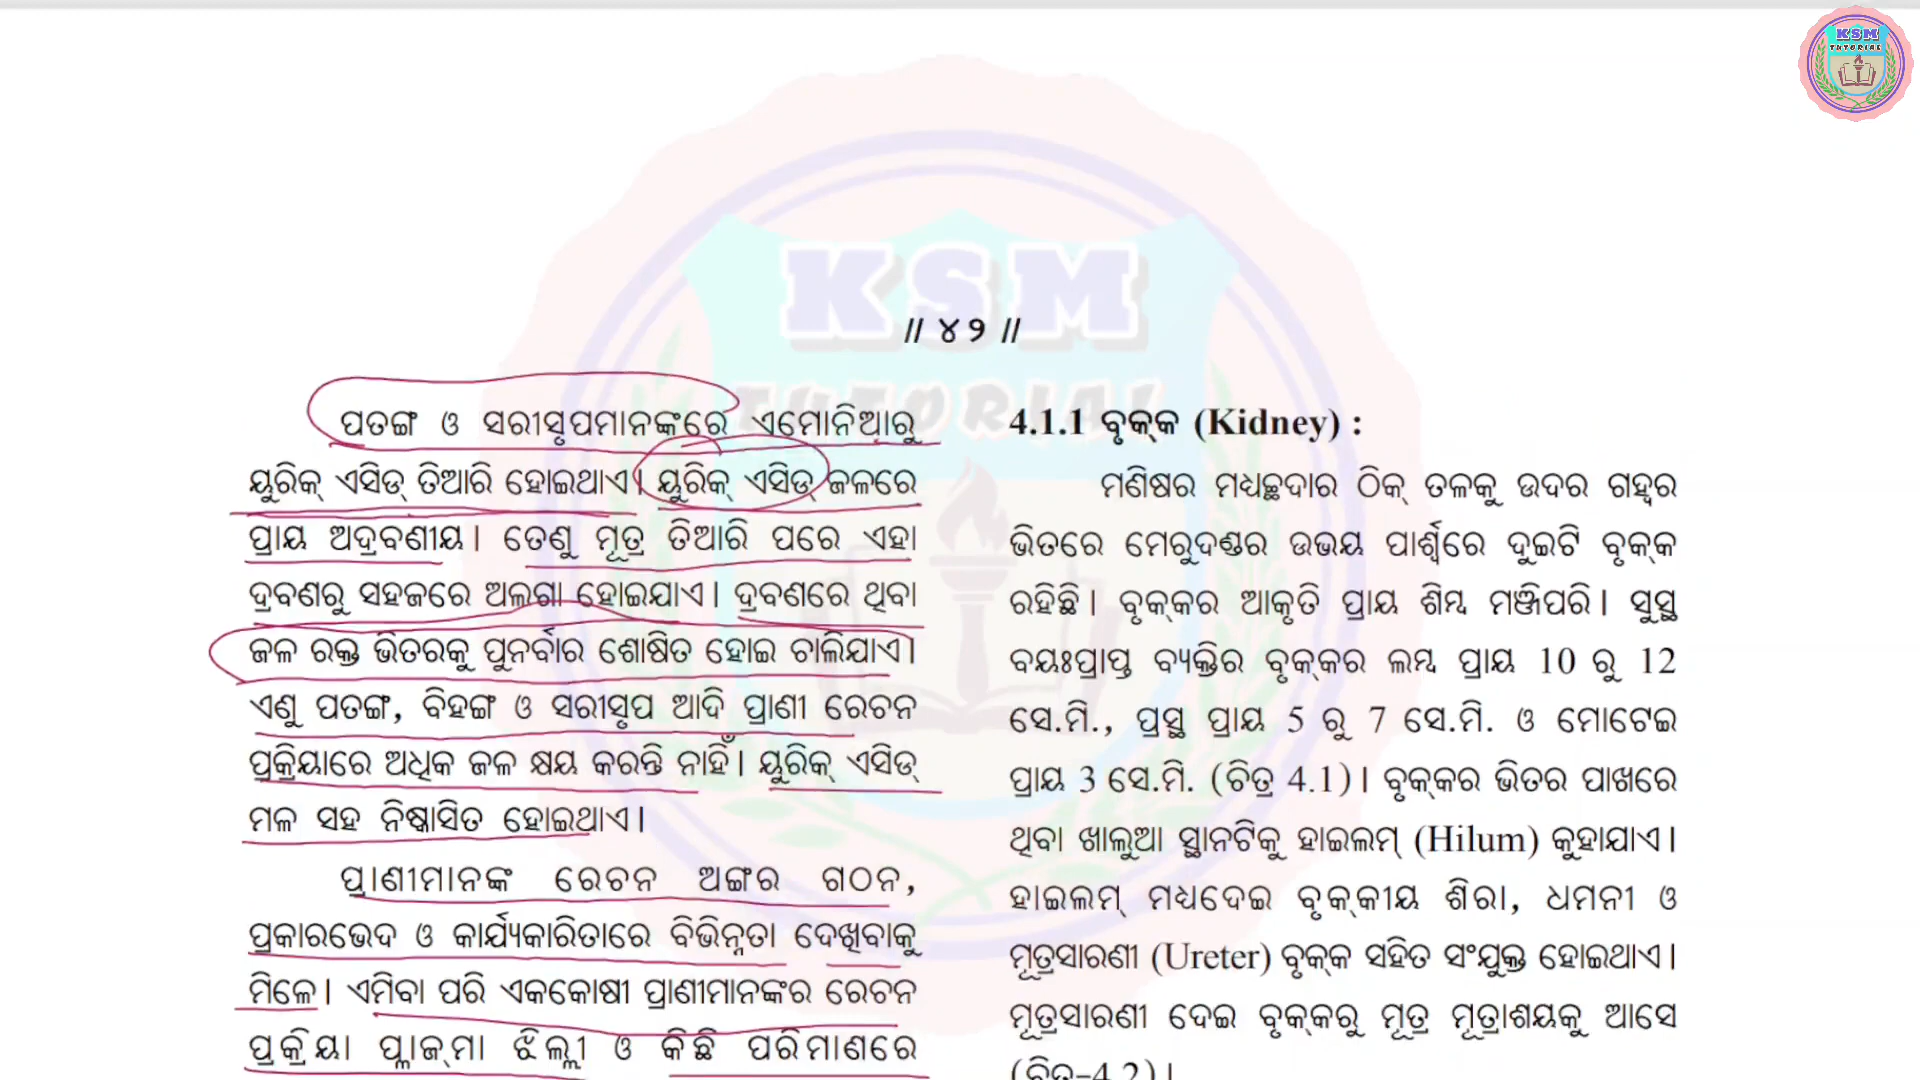 KSM
TUTORIAL
KSM
TUTORIAL
// ୪୨ //
ପତଙ୍ଗ ଓ ସରୀସୃପମାନଙ୍କରେ ଏମୋନିଆରୁ
ୟୁରିକ୍ ଏସିଡ୍ ତିଆରି ହୋଇଥାଏ। ୟୁରିକ୍ ଏସିଡ୍ ଜଳରେ
ପ୍ରାୟ ଅଦ୍ରବଣୀୟ। ତେଣୁ ମୂତ୍ର ତିଆରି ପରେ ଏହା
ଦ୍ରବଣରୁ ସହଜରେ ଅଲଗା ହୋଇଯାଏ। ଦ୍ରବଣରେ ଥିବା
ଜଳ ରକ୍ତ ଭିତରକୁ ପୁନର୍ବାର ଶୋଷିତ ହୋଇ ଚାଲିଯାଏ।
ଏଣୁ ପତଙ୍ଗ, ବିହଙ୍ଗ ଓ ସରୀସୃପ ଆଦି ପ୍ରାଣୀ ରେଚନ
ପ୍ରକ୍ରିୟାରେ ଅଧିକ ଜଳ କ୍ଷୟ କରନ୍ତି ନାହିଁ। ୟୁରିକ୍ ଏସିଡ୍
ମଳ ସହ ନିଷ୍କାସିତ ହୋଇଥାଏ।
ପ୍ରାଣୀମାନଙ୍କ ରେଚନ ଅଙ୍ଗର ଗଠନ,
ପ୍ରକାରଭେଦ ଓ କାର୍ଯ୍ୟକାରିତାରେ ବିଭିନ୍ନତା ଦେଖିବାକୁ
ମିଳେ। ଏମିବା ପରି ଏକକୋଷୀ ପ୍ରାଣୀମାନଙ୍କର ରେଚନ
ପ୍ରକ୍ରିୟା ପ୍ଳାଜ୍‌ମା ଝିଲ୍ଲୀ ଓ କିଛି ପରିମାଣରେ
4.1.1 ବୃକ୍‌କ (Kidney) :
ମଣିଷର ମଧ୍ୟଚ୍ଛଦାର ଠିକ୍ ତଳକୁ ଉଦର ଗହ୍ୱର
ଭିତରେ ମେରୁଦଣ୍ଡର ଉଭୟ ପାର୍ଶ୍ୱରେ ଦୁଇଟି ବୃକ୍‌କ
ରହିଛି। ବୃକ୍‌କର ଆକୃତି ପ୍ରାୟ ଶିମ୍ବ ମଞ୍ଜିପରି। ସୁସ୍ଥ
ବୟଃପ୍ରାପ୍ତ ବ୍ୟକ୍ତିର ବୃକ୍‌କର ଲମ୍ବ ପ୍ରାୟ 10 ରୁ 12
ସେ.ମି., ପ୍ରସ୍ଥ ପ୍ରାୟ 5 ରୁ 7 ସେ.ମି. ଓ ମୋଟେଇ
ପ୍ରାୟ 3 ସେ.ମି. (ଚିତ୍ର 4.1)। ବୃକ୍‌କର ଭିତର ପାଖରେ
ଥିବା ଖାଲୁଆ ସ୍ଥାନଟିକୁ ହାଇଲମ୍ (Hilum) କୁହାଯାଏ।
ହାଇଲମ୍ ମଧ୍ୟଦେଇ ବୃକ୍‌କୀୟ ଶିରା, ଧମନୀ ଓ
ମୂତ୍ରସାରଣୀ (Ureter) ବୃକ୍‌କ ସହିତ ସଂଯୁକ୍ତ ହୋଇଥାଏ।
ମୂତ୍ରସାରଣୀ ଦେଇ ବୃକ୍‌କରୁ ମୂତ୍ର ମୂତ୍ରାଶୟକୁ ଆସେ
(ଚିତ୍ର-4.2)।